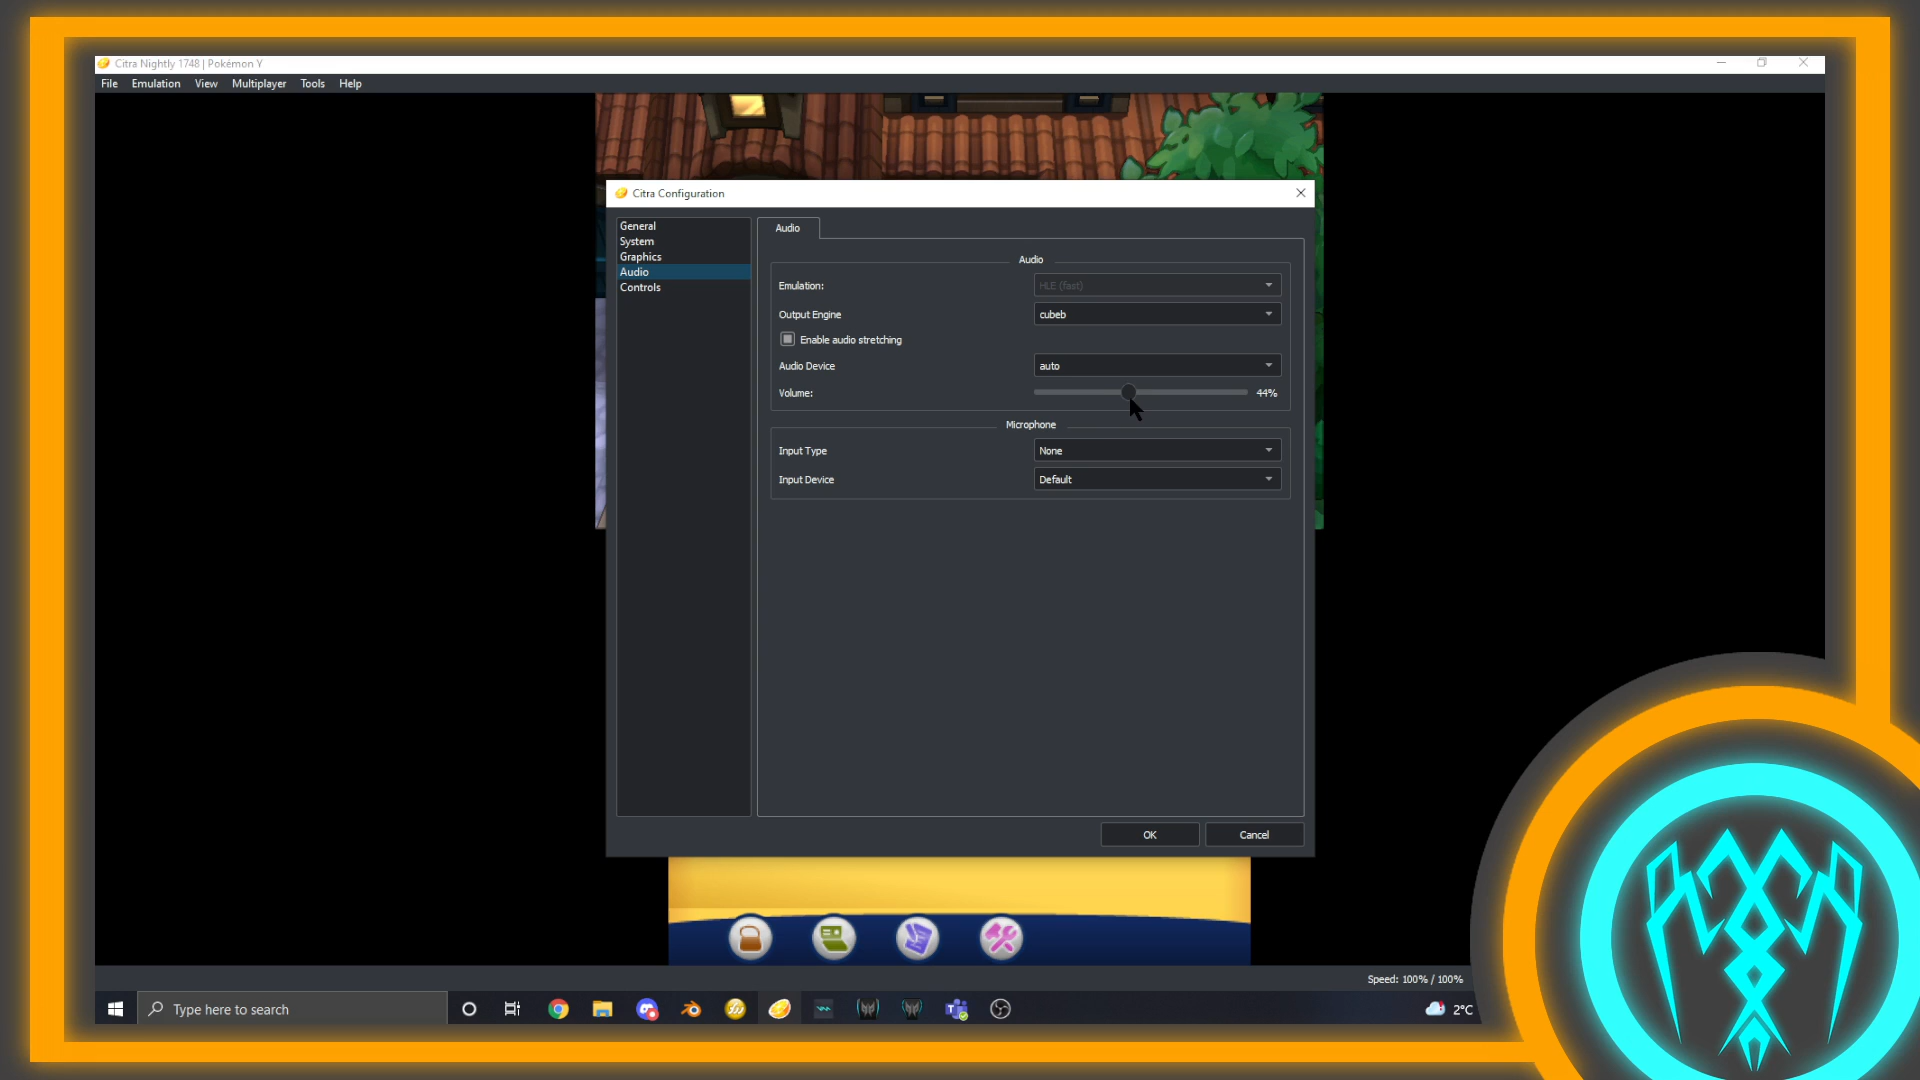 Citra Nightly 1748 | Pokémon Y
File Emulation View Multiplayer Tools Help
Citra Configuration
General
System
Graphics
Audio
Controls
Audio
Audio
Emulation: HLE (fast)
Output Engine cubeb
Enable audio stretching
Audio Device auto
Volume: 44%
Microphone
Input Type None
Input Device Default
OK Cancel
Speed: 100% / 100%
Type here to search
2°C